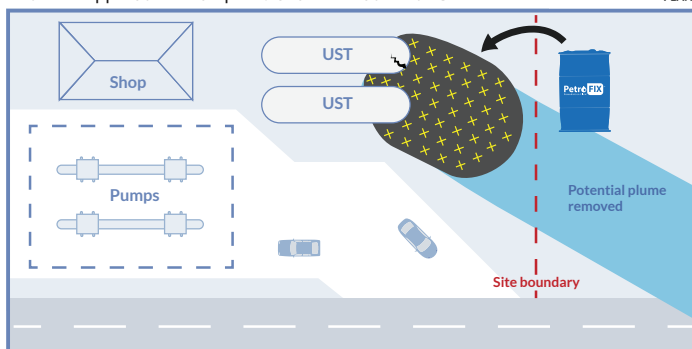 Shop
UST
UST
PetroFIX
Pumps
Potential plume
removed
Site boundary